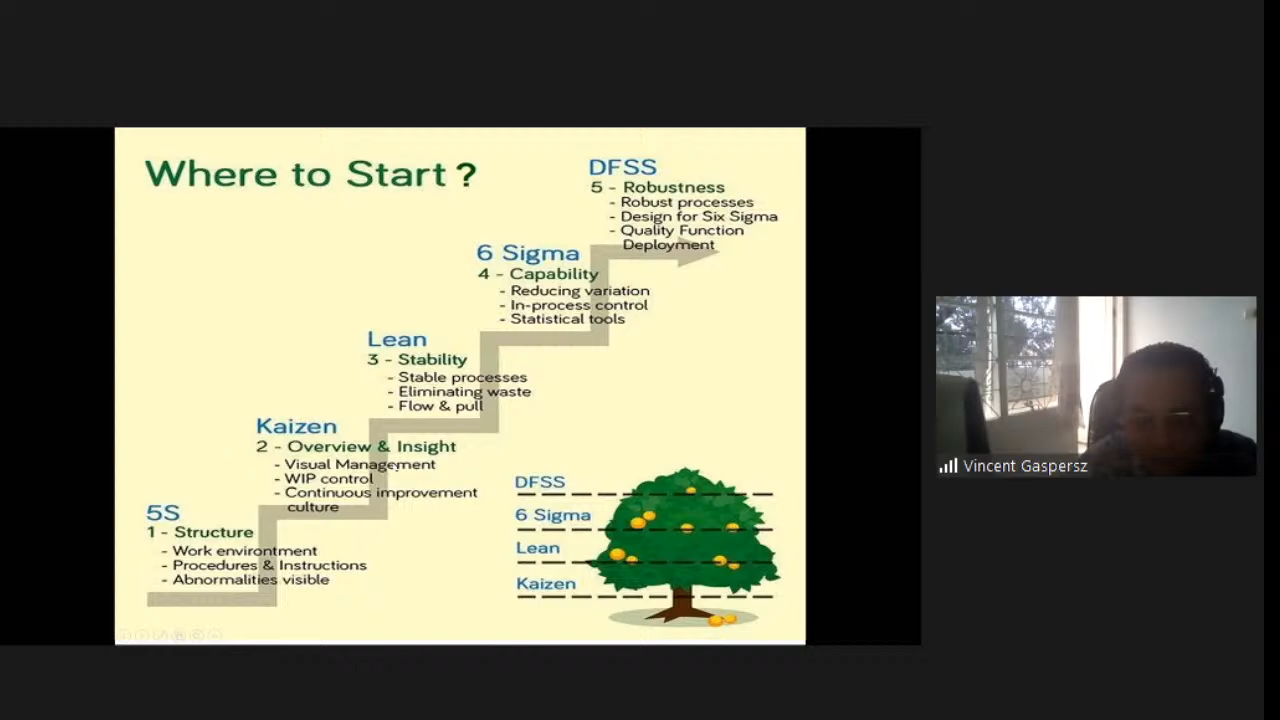 Where to Start ?
DFSS
5 - Robustness
- Robust processes
- Design for Six Sigma
- Quality Function
Deployment
6 Sigma
4 - Capability
- Reducing variation
- In-process control
- Statistical tools
Lean
3 - Stability
- Stable processes
- Eliminating waste
- Flow & pull
Kaizen
2 - Overview & Insight
- Visual Management
- WIP control
- Continuous improvement
culture
5S
1 - Structure
- Work environtment
- Procedures & Instructions
- Abnormalities visible
DFSS
6 Sigma
Lean
Kaizen
Vincent Gaspersz